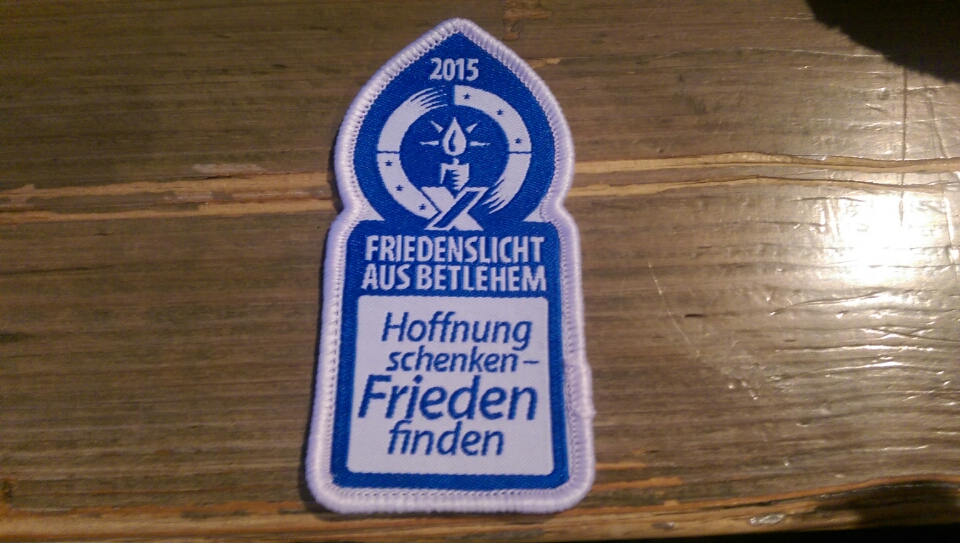 2015
FRIEDENSLICHT
AUS BETLEHEM
Hoffnung
schenken–
Frieden
finden